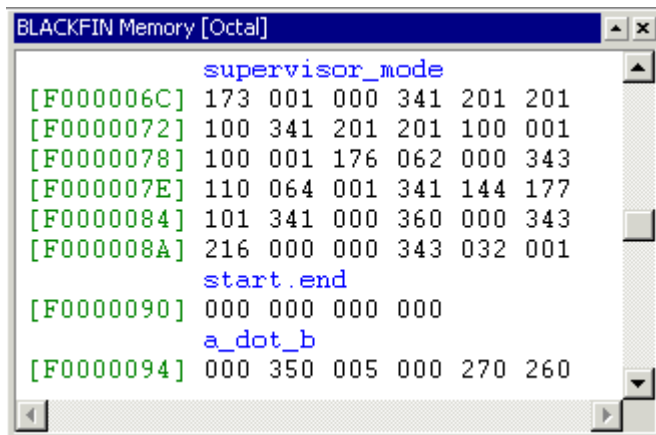 BLACKFIN Memory [Octal]
supervisor_mode
[F000006C] 173 001 000 341 201 201
[F0000072] 100 341 201 201 100 001
[F0000078] 100 001 176 062 000 343
[F000007E] 110 064 001 341 144 177
[F0000084] 101 341 000 360 000 343
[F000008A] 216 000 000 343 032 001
start.end
[F0000090] 000 000 000 000
a_dot_b
[F0000094] 000 350 005 000 270 260